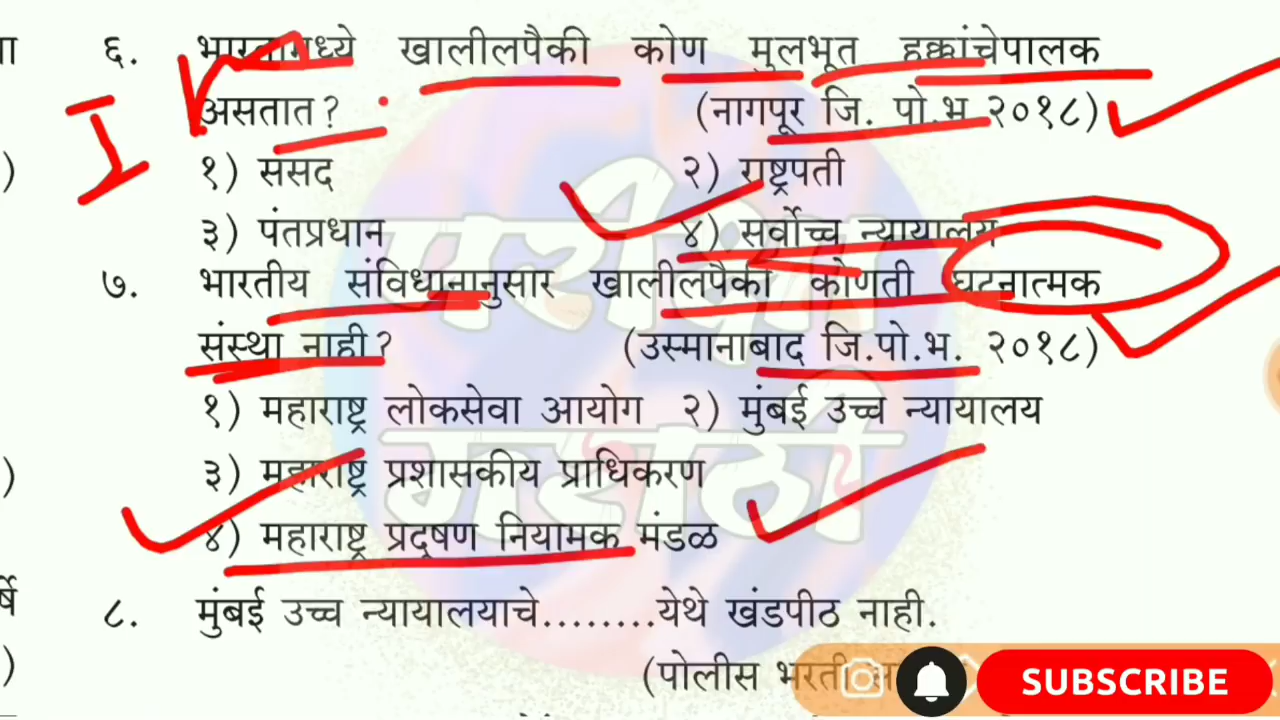 ६. भारतामध्ये खालीलपैकी कोण मुलभूत हक्कांचेपालक
असतात? (नागपूर जि. पो.भ २०१८)
१) संसद २) राष्ट्रपती
३) पंतप्रधान ४) सर्वोच्च न्यायालय
७. भारतीय संविधानानुसार खालीलपैकी कोणती घटनात्मक
संस्था नाही? (उस्मानाबाद जि.पो.भ. २०१८)
१) महाराष्ट्र लोकसेवा आयोग २) मुंबई उच्च न्यायालय
३) महाराष्ट्र प्रशासकीय प्राधिकरण
४) महाराष्ट्र प्रदूषण नियामक मंडळ
८. मुंबई उच्च न्यायालयाचे........येथे खंडपीठ नाही.
(पोलीस भरती
SUBSCRIBE
परीक्षा
मराठी